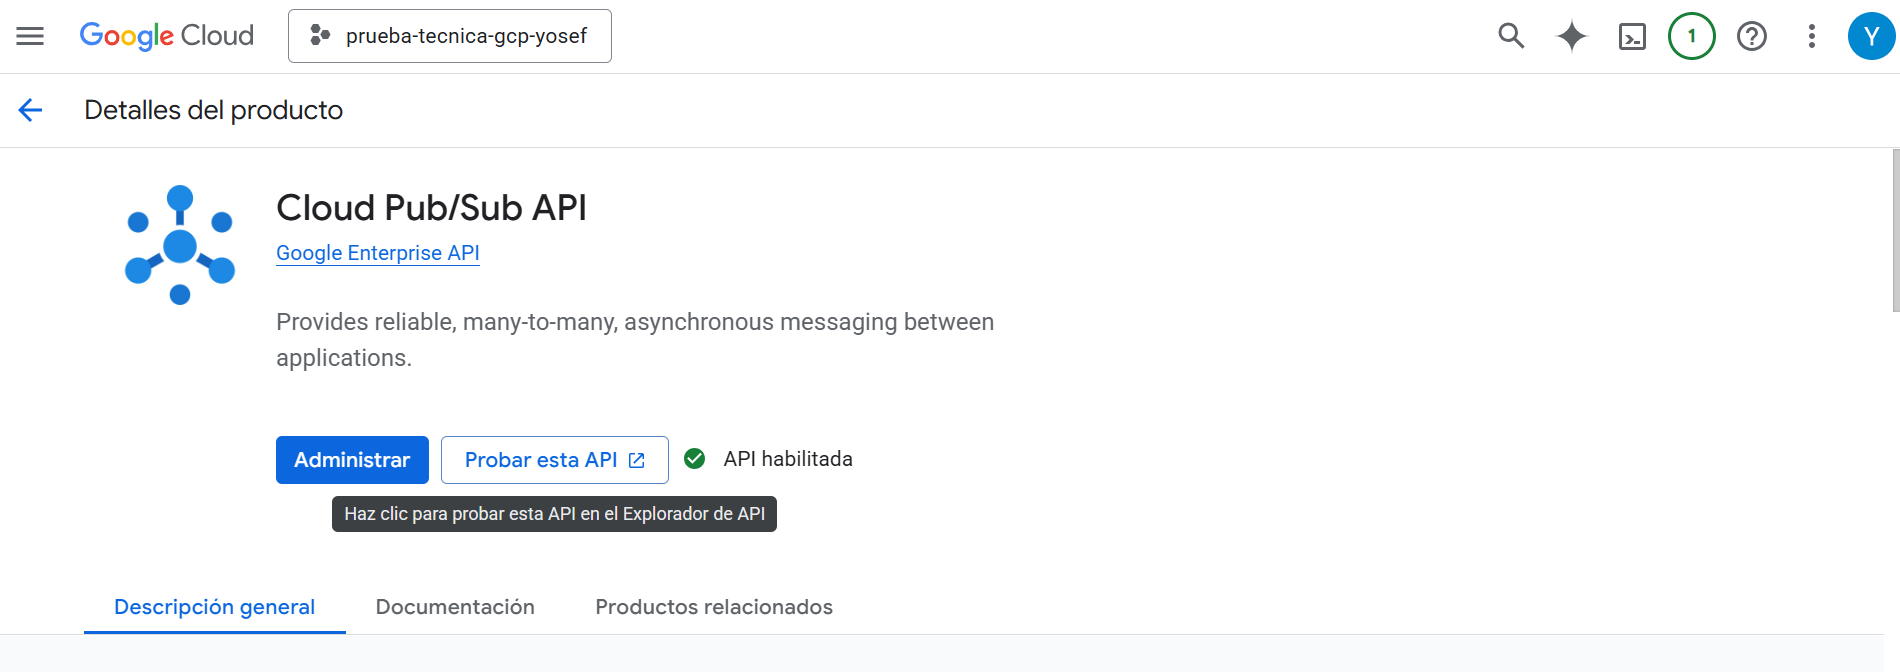 Google Cloud
prueba-tecnica-gcp-yosef
1
Y
Detalles del producto
Cloud Pub/Sub API
Google Enterprise API
Provides reliable, many-to-many, asynchronous messaging between
applications.
Administrar
Probar esta API
API habilitada
Haz clic para probar esta API en el Explorador de API
Descripción general
Documentación
Productos relacionados